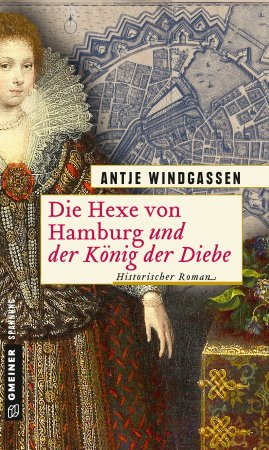 ANTJE WINDGASSEN
Die Hexe von
Hamburg und
der König der Diebe
Historischer Roman
GMEINER SPANNUNG